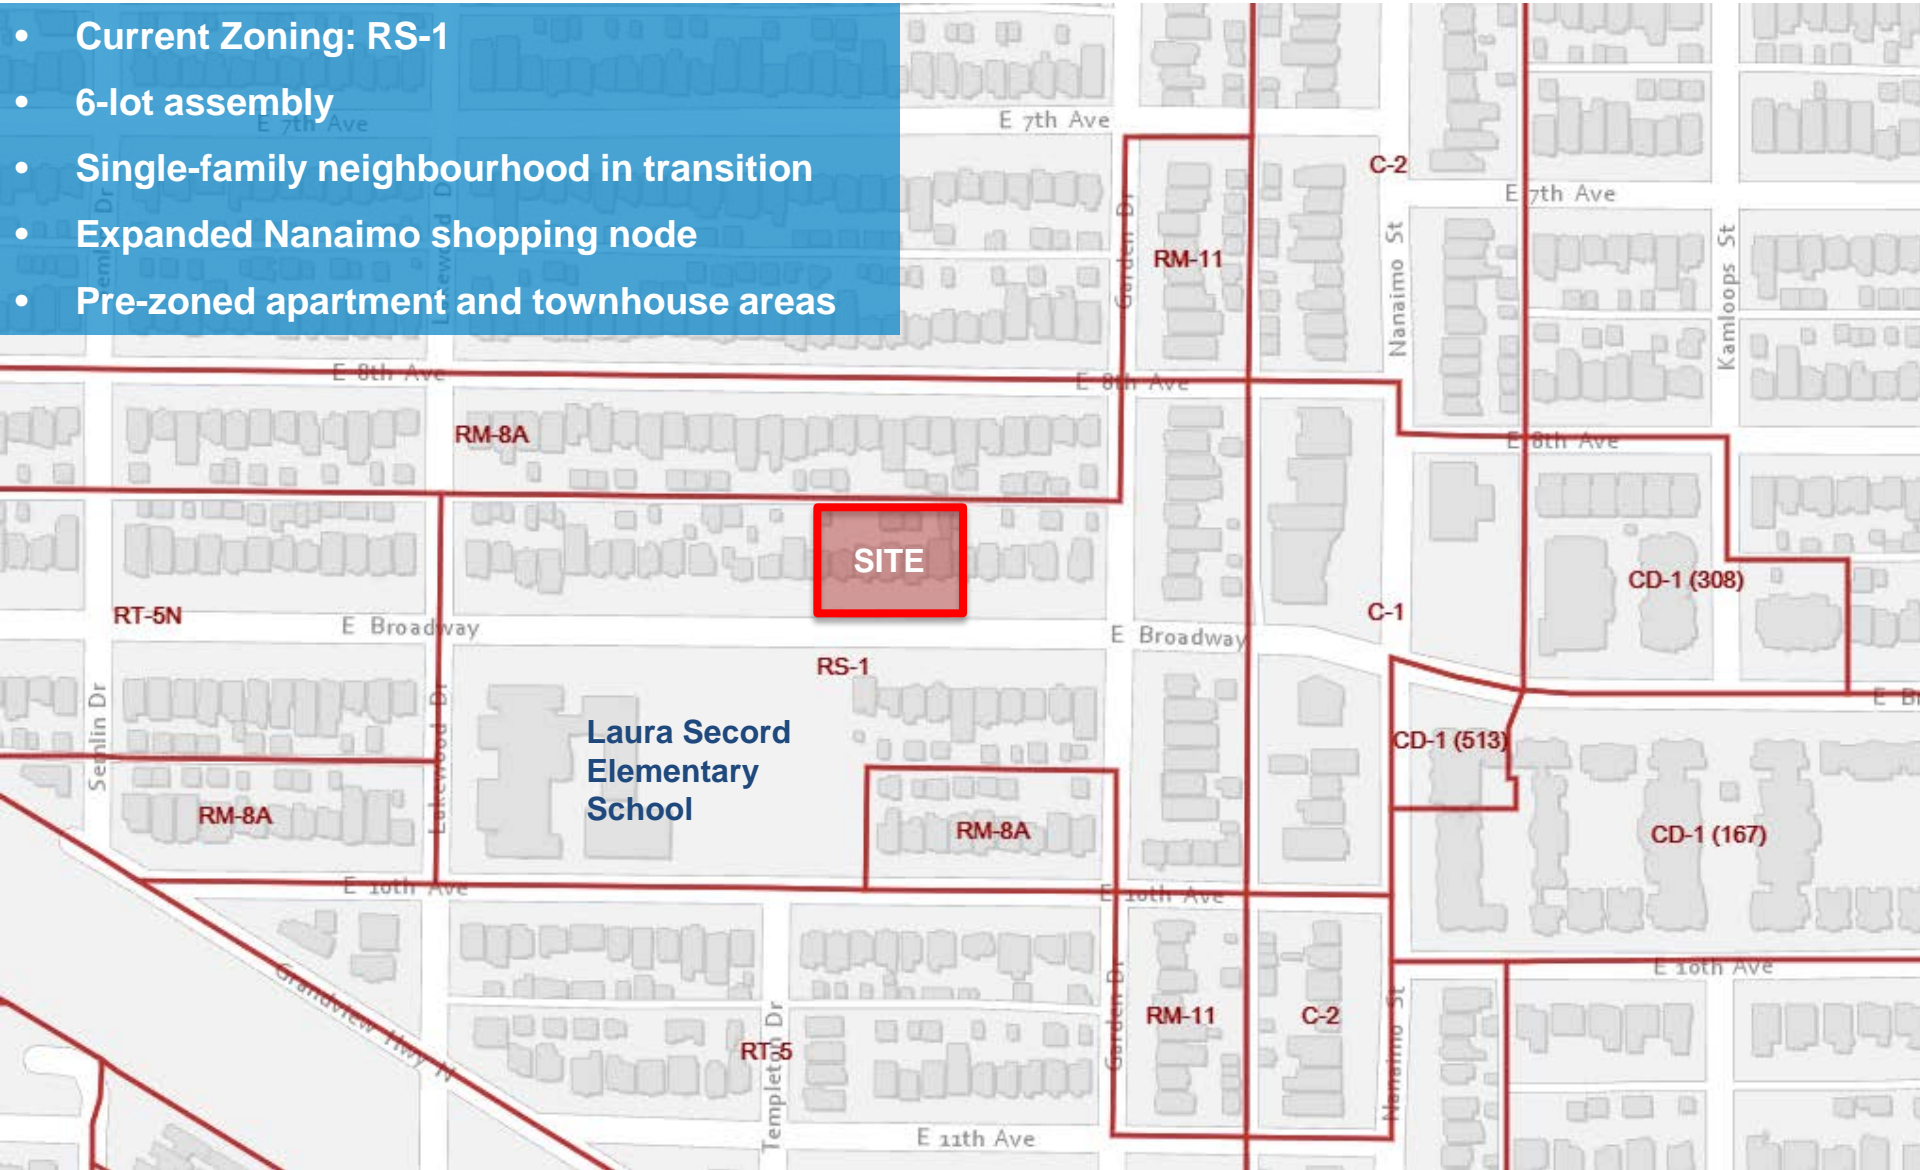 • Current Zoning: RS-1
• 6-lot assembly
E 7th Ave
• Single-family neighbourhood in transition
• Expanded Nanaimo shopping node
• Pre-zoned apartment and townhouse areas
E 7th Ave
C-2
E 7th Ave
Garden Dr
RM-11
Nanaimo St
Kamloops St
E 8th Ave
E 8th Ave
RM-8A
E 8th Ave
SITE
CD-1 (308)
RT-5N
E Broadway
C-1
E Broadway
RS-1
Semlin Dr
Lakewood Dr
Laura Secord
Elementary
School
CD-1 (513)
RM-8A
RM-8A
CD-1 (167)
E 10th Ave
E 10th Ave
E 10th Ave
Grandview Hwy N
Templeton Dr
Garden Dr
RM-11
C-2
Nanaimo St
RT-5
E 11th Ave